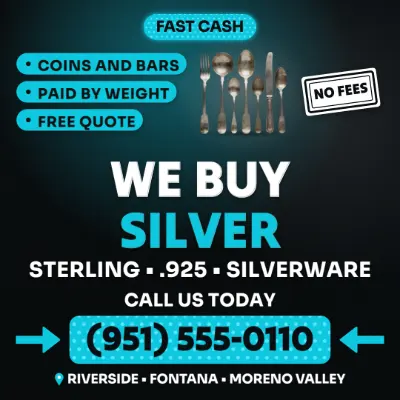 FAST CASH
• COINS AND BARS
• PAID BY WEIGHT
• FREE QUOTE
NO FEES
WE BUY
SILVER
STERLING ▪ .925 ▪ SILVERWARE
CALL US TODAY
(951) 555-0110
RIVERSIDE ▪ FONTANA ▪ MORENO VALLEY